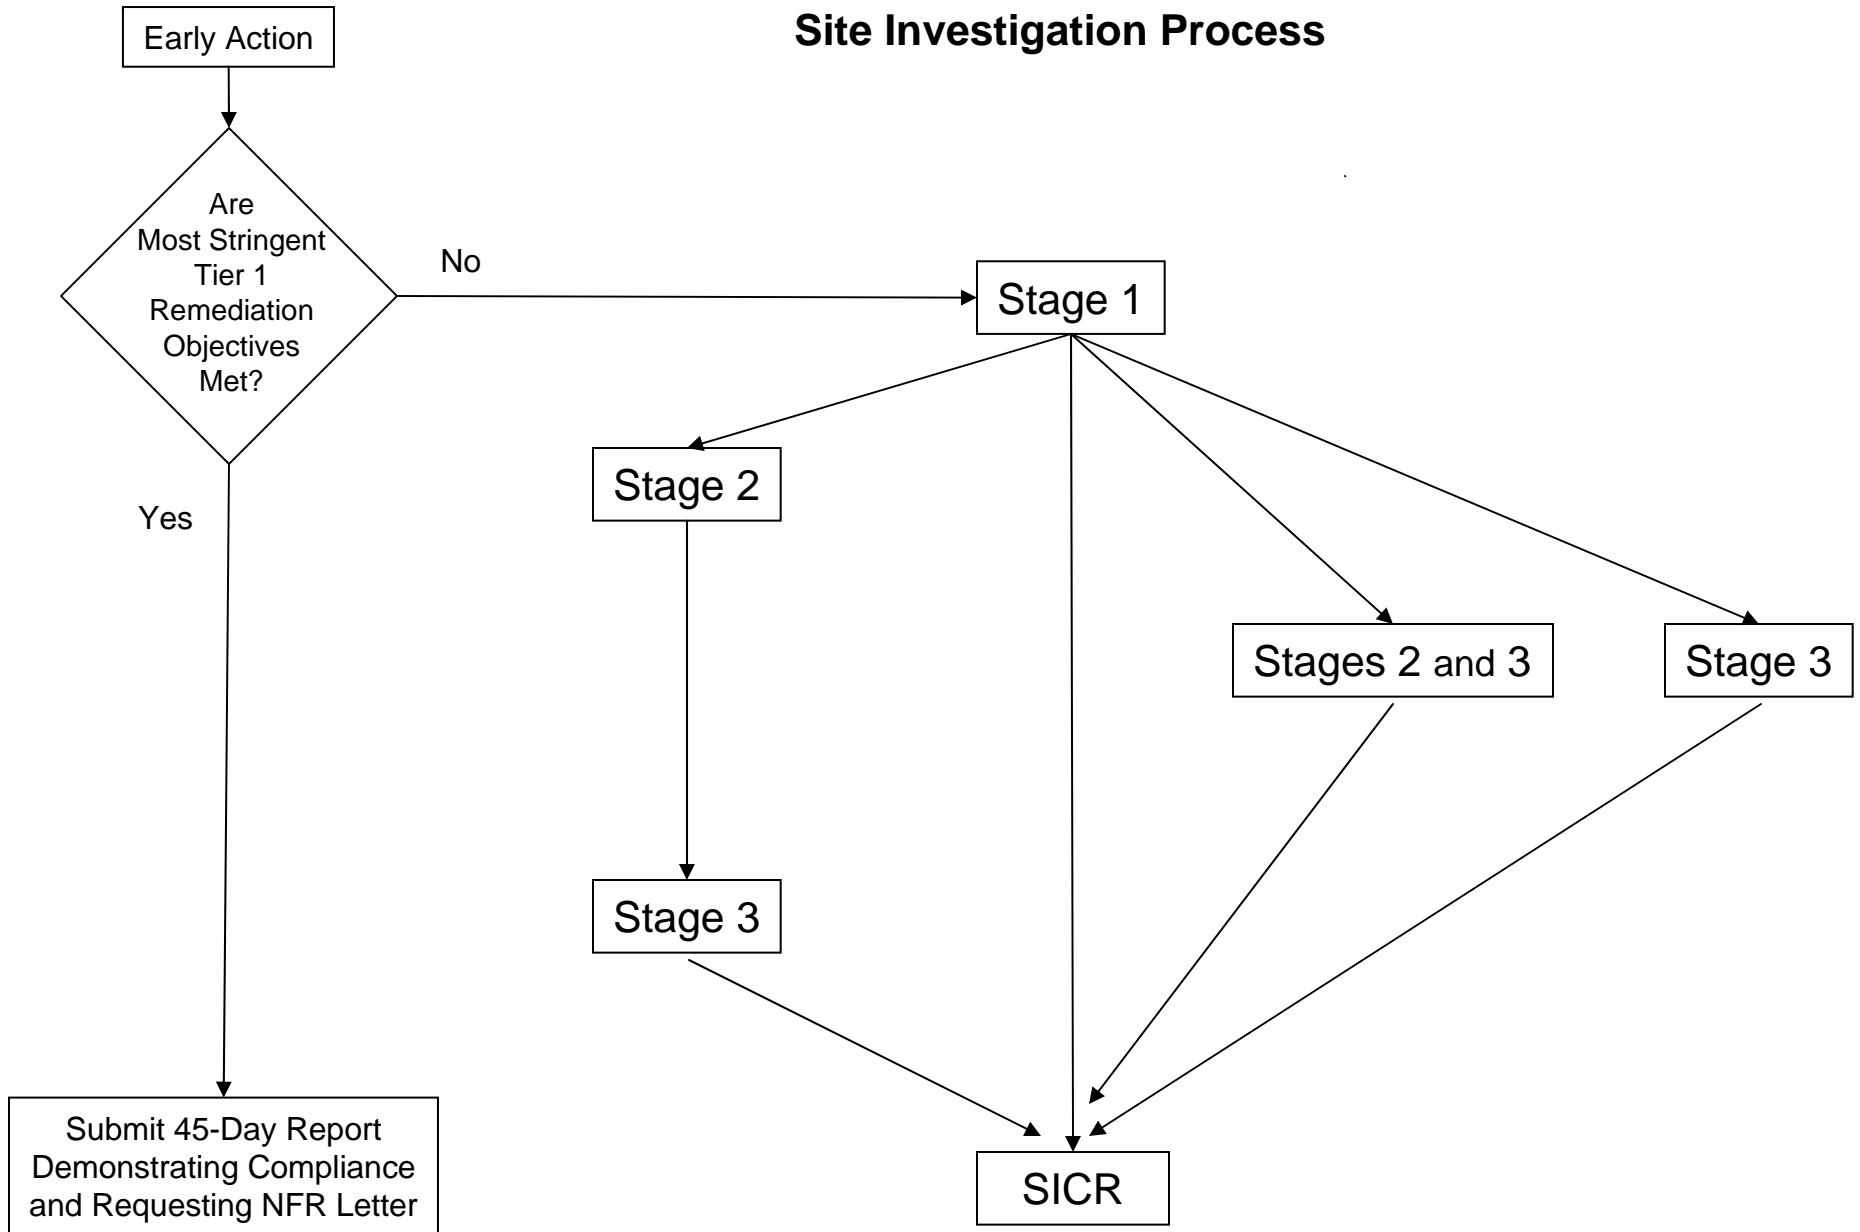 Site Investigation Process
Early Action
Are
Most Stringent
Tier 1
Remediation
Objectives
Met?
No
Yes
Stage 1
Stage 2
Stages 2 and 3
Stage 3
Stage 3
Submit 45-Day Report
Demonstrating Compliance
and Requesting NFR Letter
SICR